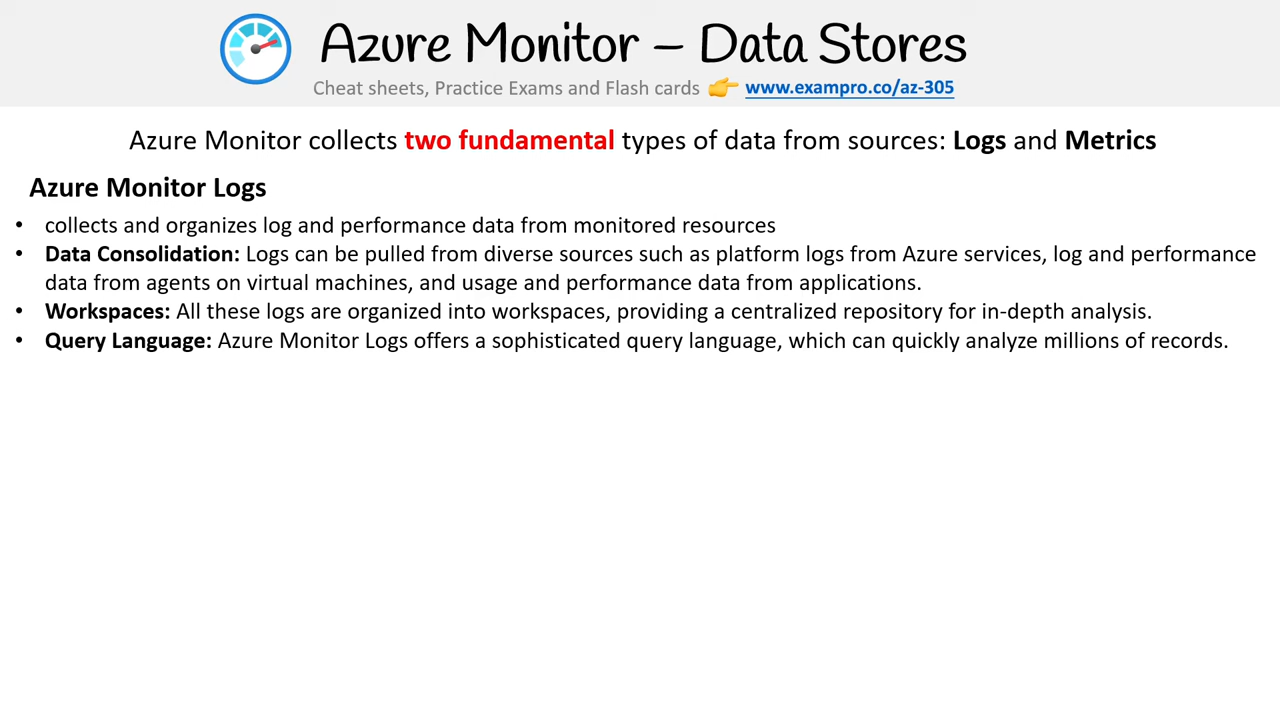 Azure Monitor – Data Stores
Cheat sheets, Practice Exams and Flash cards 👉 www.exampro.co/az-305
Azure Monitor collects two fundamental types of data from sources: Logs and Metrics
Azure Monitor Logs
• collects and organizes log and performance data from monitored resources
• Data Consolidation: Logs can be pulled from diverse sources such as platform logs from Azure services, log and performance
data from agents on virtual machines, and usage and performance data from applications.
• Workspaces: All these logs are organized into workspaces, providing a centralized repository for in-depth analysis.
• Query Language: Azure Monitor Logs offers a sophisticated query language, which can quickly analyze millions of records.